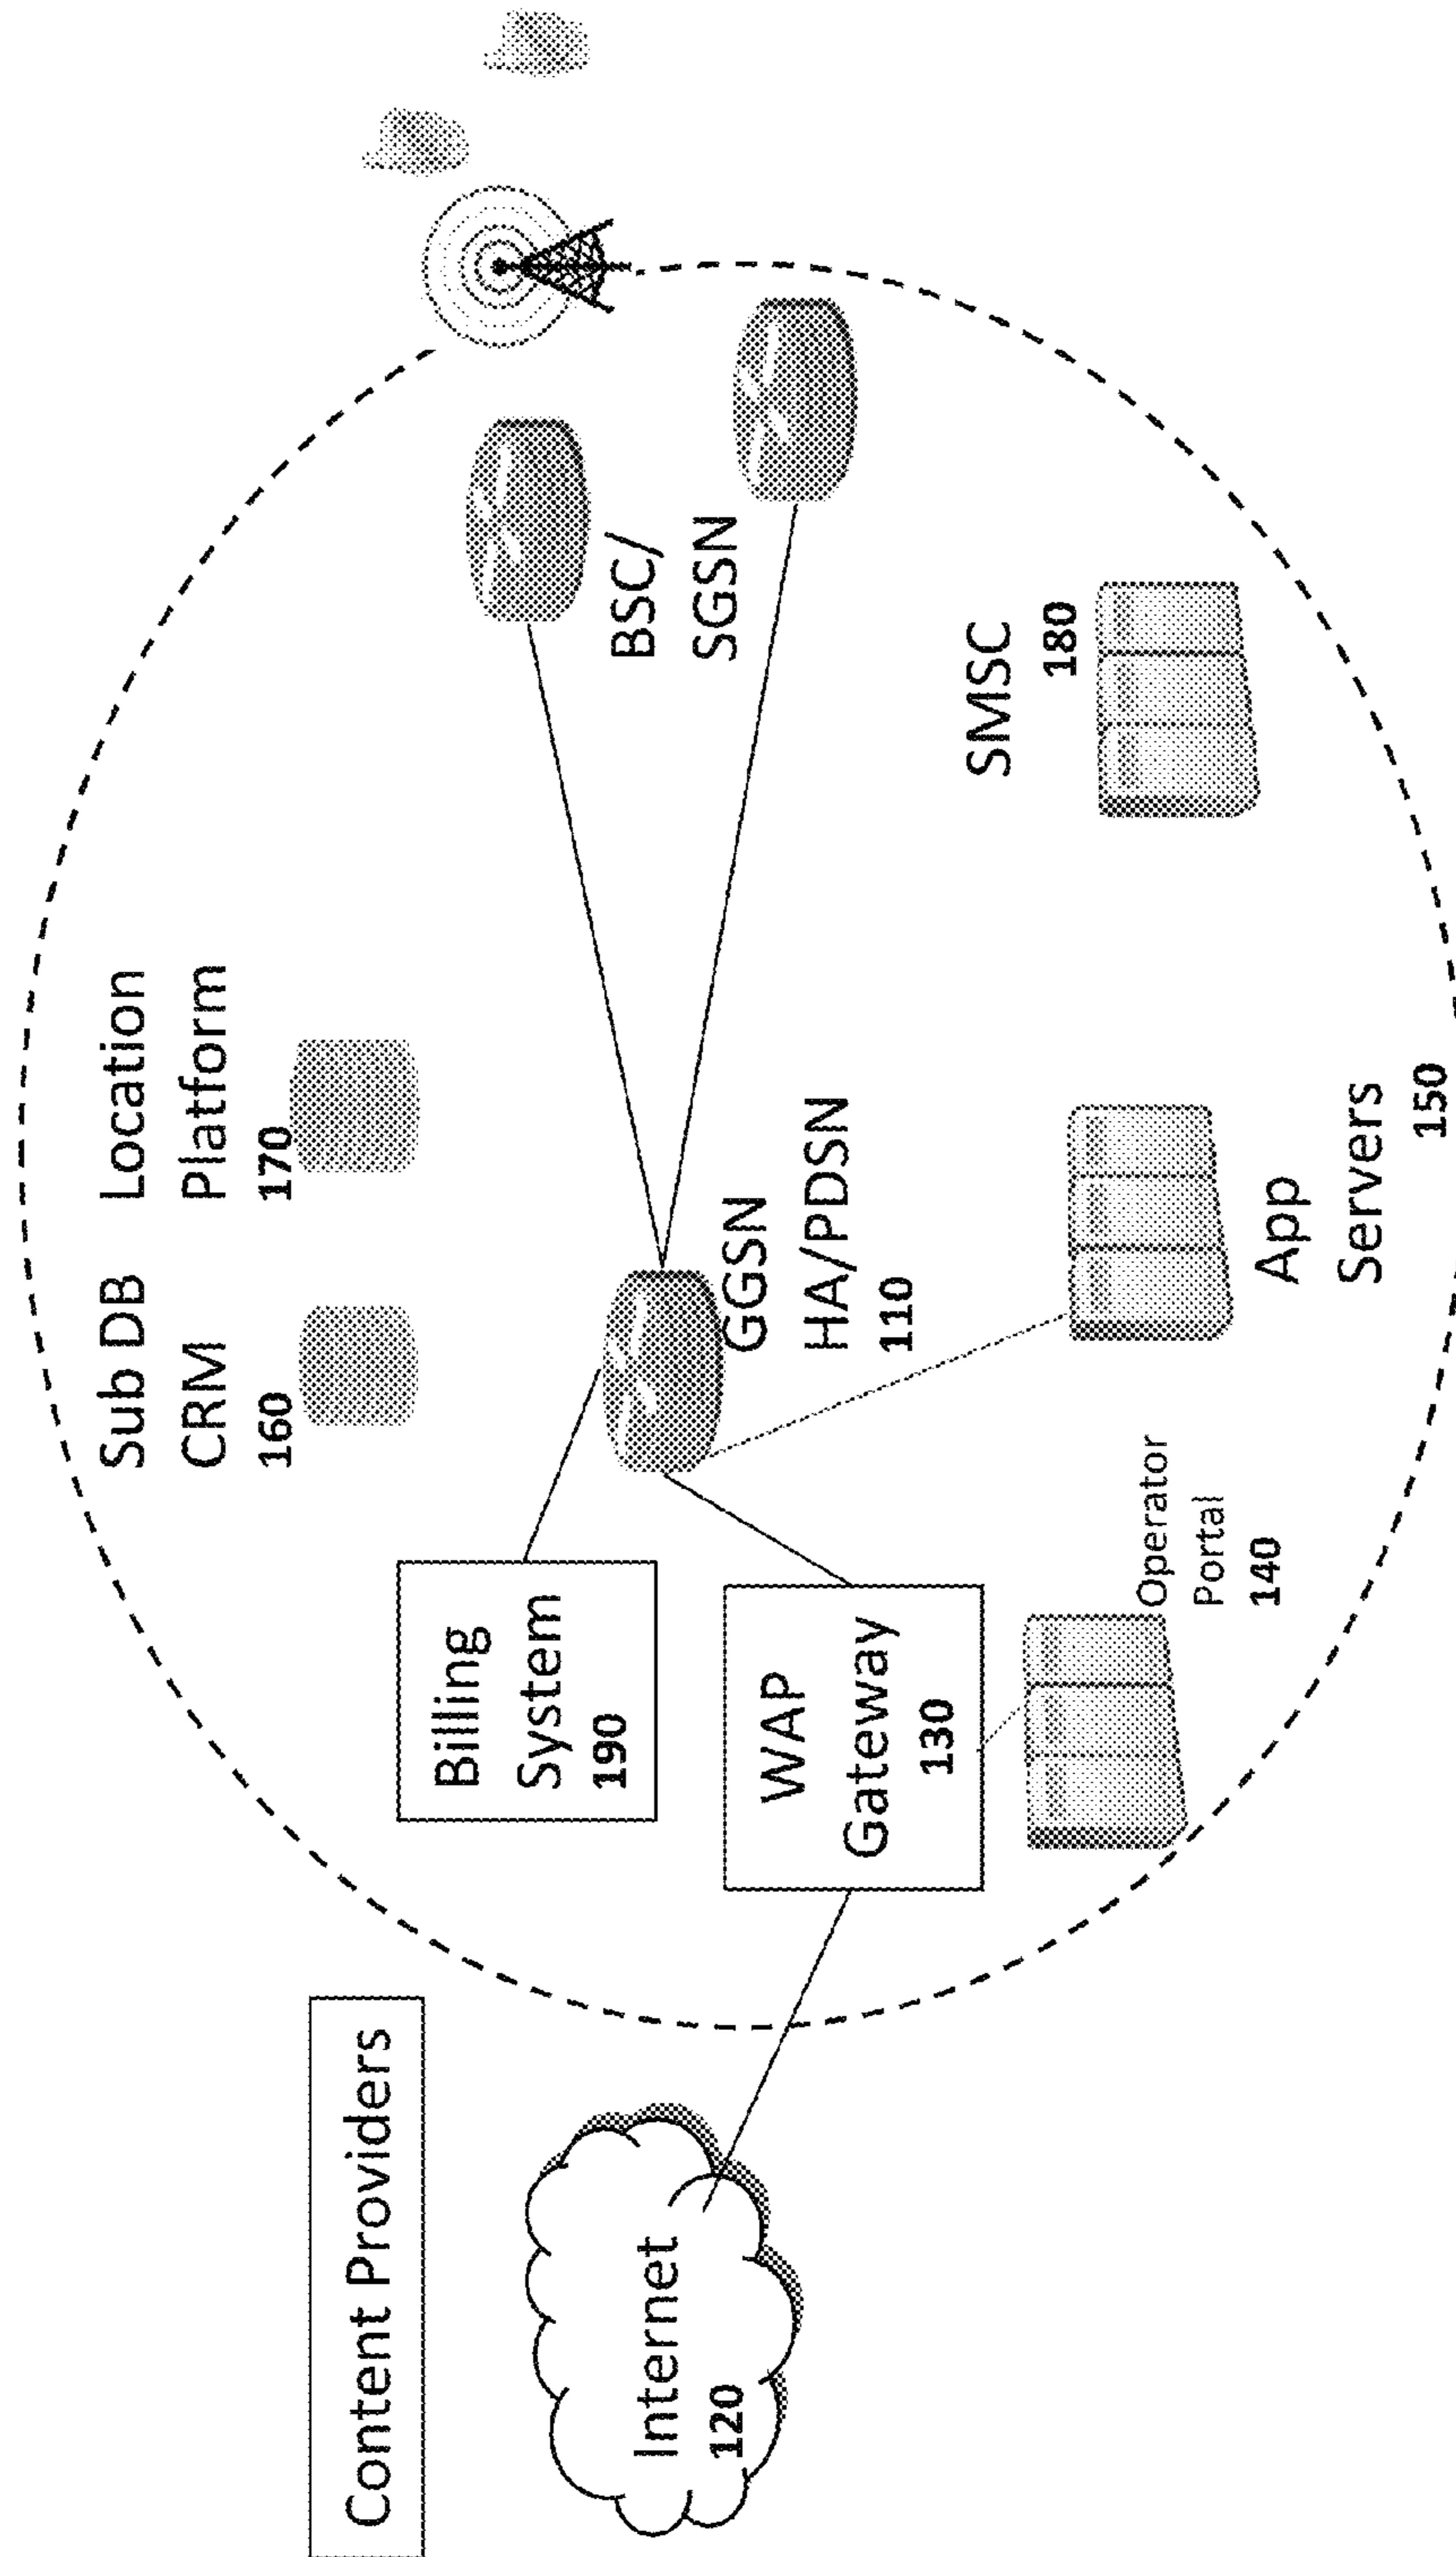 Content Providers
Internet
120
Billing
System
190
WAP
Gateway
130
Operator
Portal
140
Sub DB
CRM
160
Location
Platform
170
GGSN
HA/PDSN
110
App
Servers
150
BSC/
SGSN
SMSC
180